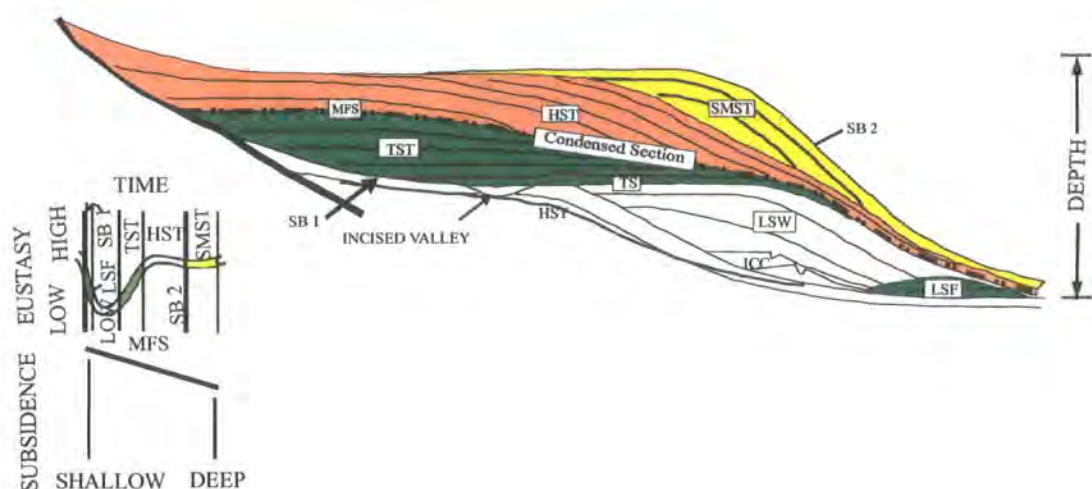 MFS
HST
SMST
Condensed Section
SB 2
TST
TS
DEPTH
SB 1
INCISED VALLEY
HST
LSW
ICC
LSF
TIME
EUSTASY
LOW HIGH
SB 1
LOW LSF
TST
HST
SB 2
SMST
MFS
SUBSIDENCE
SHALLOW DEEP